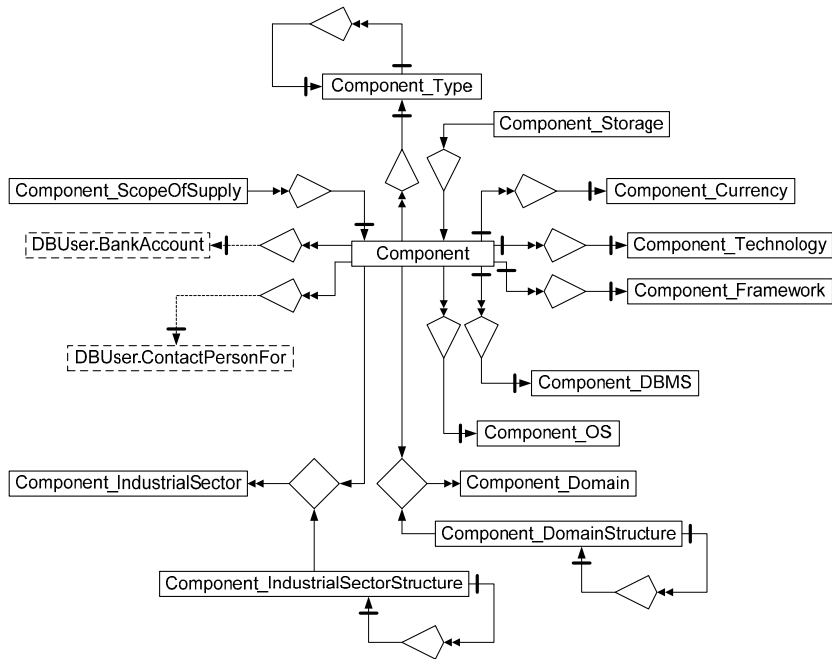 Component_Type
Component_Storage
Component_ScopeOfSupply
Component_Currency
DBUser.BankAccount
Component
Component_Technology
Component_Framework
DBUser.ContactPersonFor
Component_DBMS
Component_OS
Component_IndustrialSector
Component_Domain
Component_DomainStructure
Component_IndustrialSectorStructure